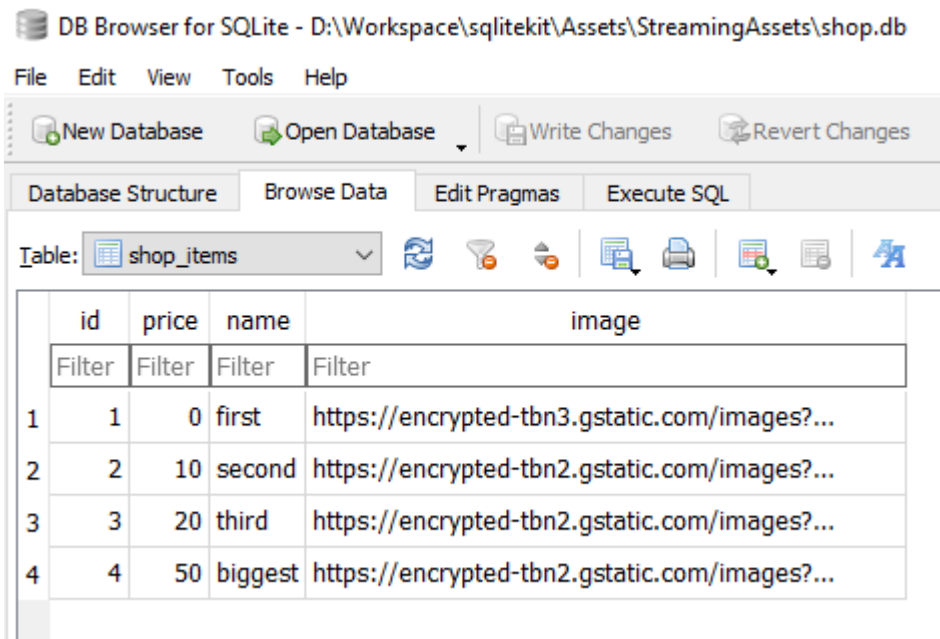 DB Browser for SQLite - D:\Workspace\sqlitekit\Assets\StreamingAssets\shop.db
File Edit View Tools Help
New Database Open Database Write Changes Revert Changes
Database Structure Browse Data Edit Pragmas Execute SQL
Table: shop_items
id price name image
Filter Filter Filter Filter
1 1 0 first https://encrypted-tbn3.gstatic.com/images?...
2 2 10 second https://encrypted-tbn2.gstatic.com/images?...
3 3 20 third https://encrypted-tbn2.gstatic.com/images?...
4 4 50 biggest https://encrypted-tbn2.gstatic.com/images?...